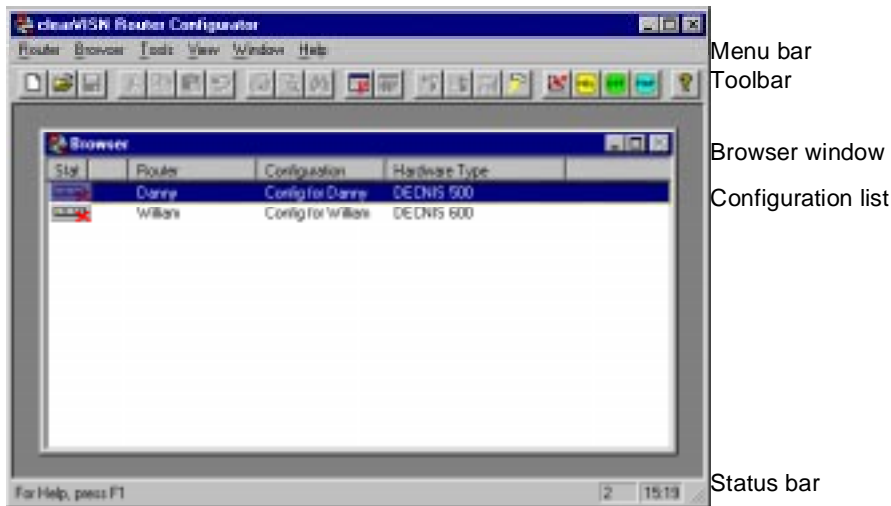 clearVISN Router Configurator
Router Browser Tools View Window Help
Menu bar
Toolbar
Browser
Browser window
Stat Router Configuration Hardware Type
Configuration list
Danny Config for Danny DECNIS 500
William Config for William DECNIS 600
For Help, press F1 2 15:19
Status bar